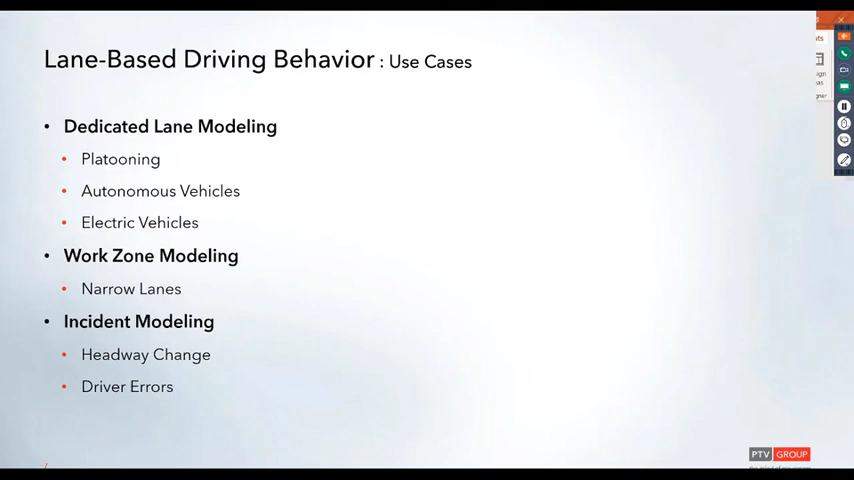 Lane-Based Driving Behavior : Use Cases
• Dedicated Lane Modeling
• Platooning
• Autonomous Vehicles
• Electric Vehicles
• Work Zone Modeling
• Narrow Lanes
• Incident Modeling
• Headway Change
• Driver Errors
7
PTV GROUP